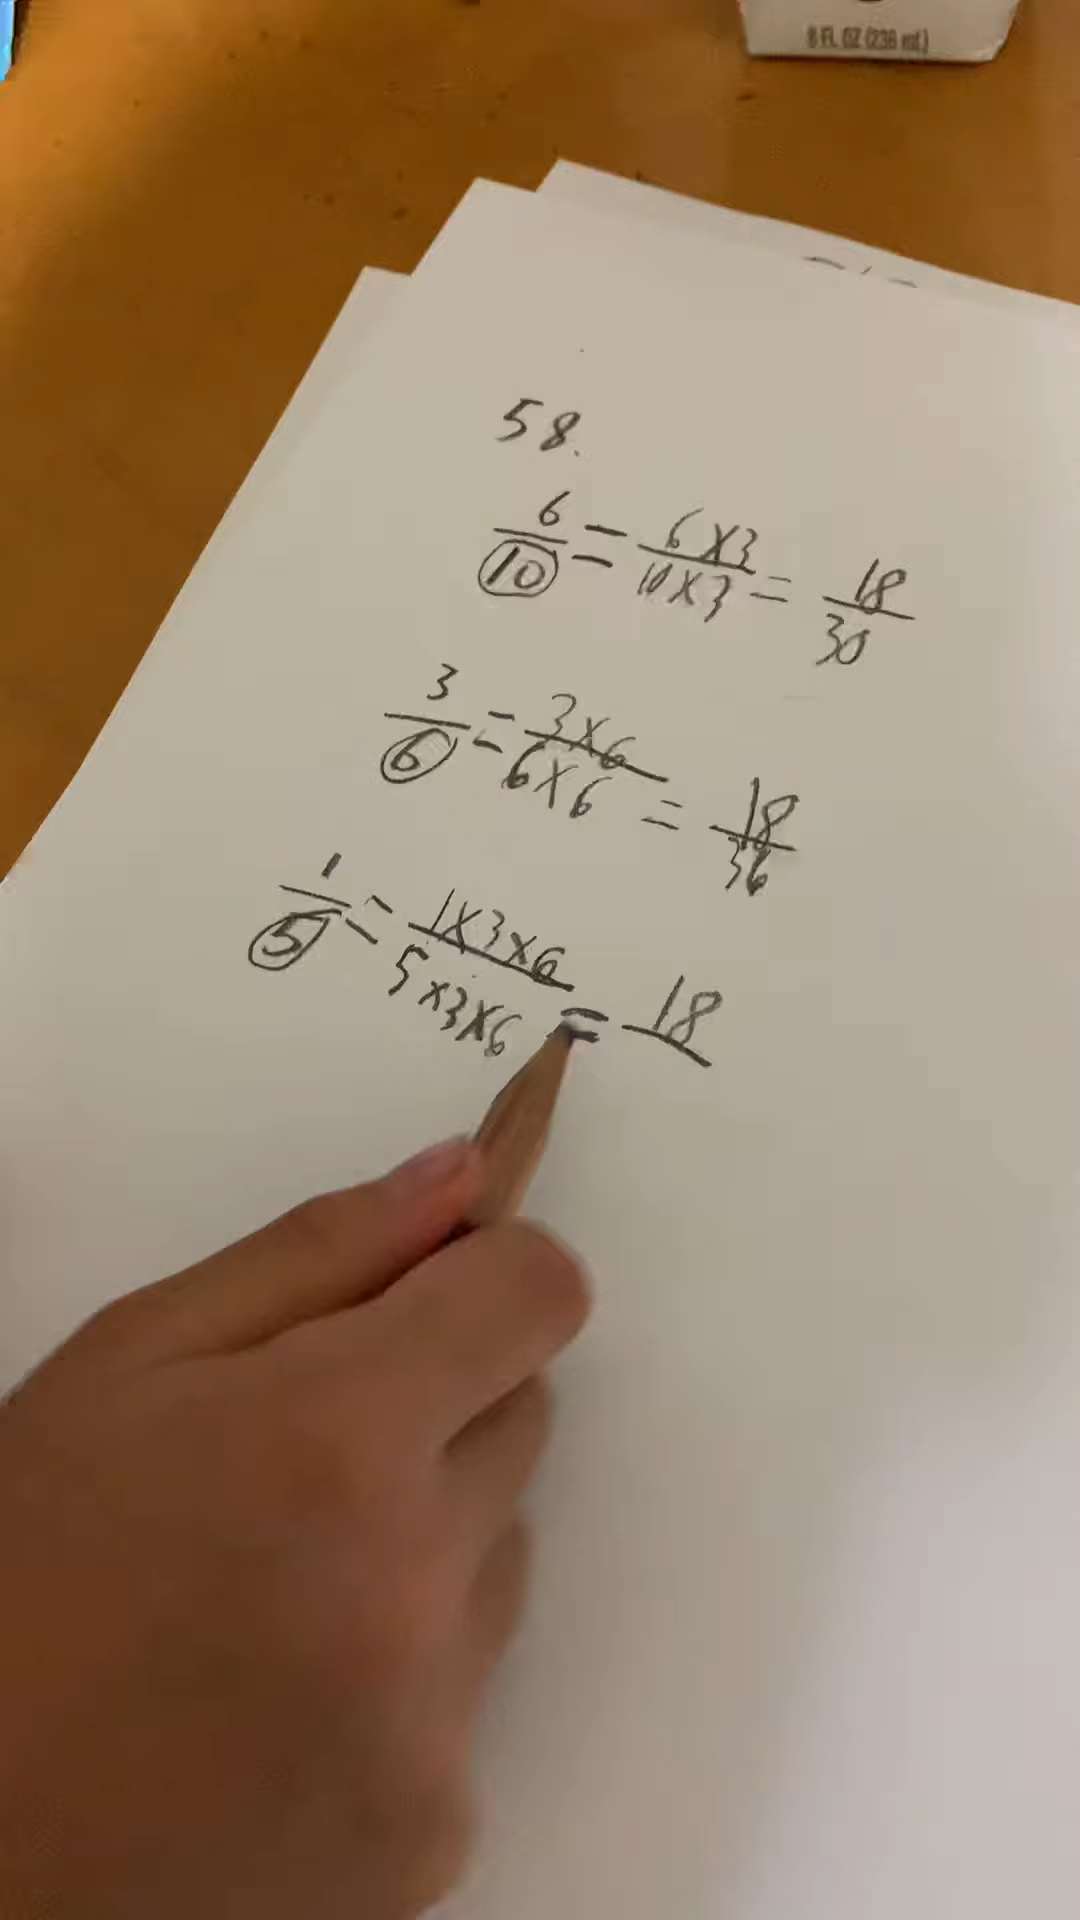 8 FL OZ (236 mL)
58.
6/10 = 6×3/10×3 = 18/30
3/6 = 3×6/6×6 = 18/36
1/5 = 1×3×6/5×3×6 = 18/